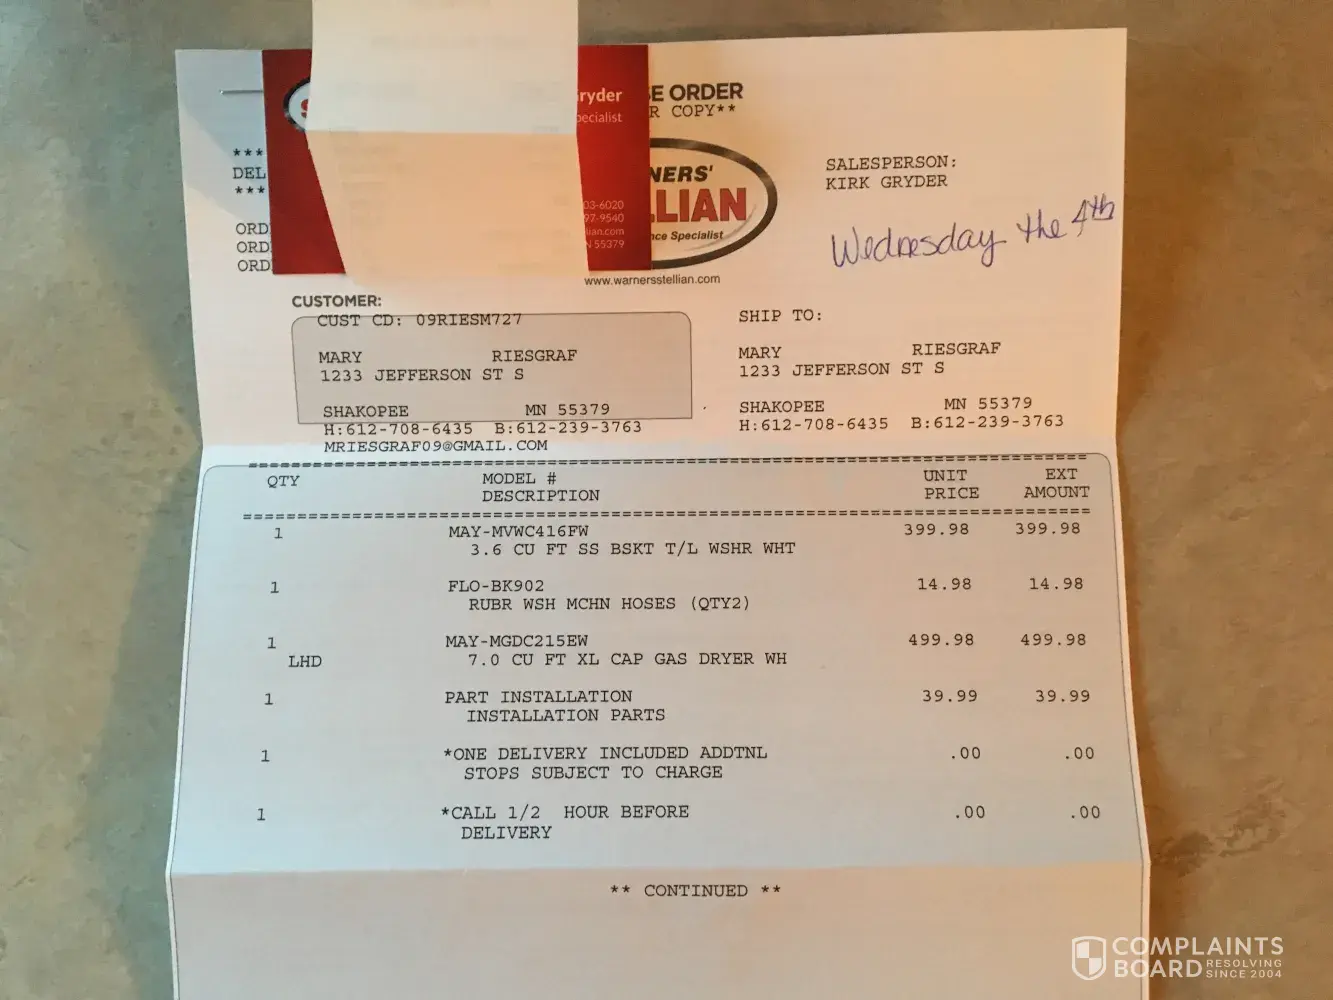 E ORDER
R COPY**
ryder
pecialist
***
DEL
***
NERS'
LLIAN
nce Specialist
www.warnersstellian.com
03-6020
97-9540
lian.com
N 55379
SALESPERSON:
KIRK GRYDER
Wednesday the 4th
ORD
ORD
ORD
CUSTOMER:
CUST CD: 09RIESM727
MARY RIESGRAF
1233 JEFFERSON ST S
SHAKOPEE MN 55379
H:612-708-6435 B:612-239-3763
MRIESGRAF09@GMAIL.COM
SHIP TO:
MARY RIESGRAF
1233 JEFFERSON ST S
SHAKOPEE MN 55379
H:612-708-6435 B:612-239-3763
QTY MODEL # UNIT EXT
DESCRIPTION PRICE AMOUNT
1 MAY-MVWC416FW 399.98 399.98
3.6 CU FT SS BSKT T/L WSHR WHT
1 FLO-BK902 14.98 14.98
RUBR WSH MCHN HOSES (QTY2)
1 MAY-MGDC215EW 499.98 499.98
LHD 7.0 CU FT XL CAP GAS DRYER WH
1 PART INSTALLATION 39.99 39.99
INSTALLATION PARTS
1 *ONE DELIVERY INCLUDED ADDTNL .00 .00
STOPS SUBJECT TO CHARGE
1 *CALL 1/2 HOUR BEFORE .00 .00
DELIVERY
** CONTINUED **
COMPLAINTS
BOARD RESOLVING
SINCE 2004